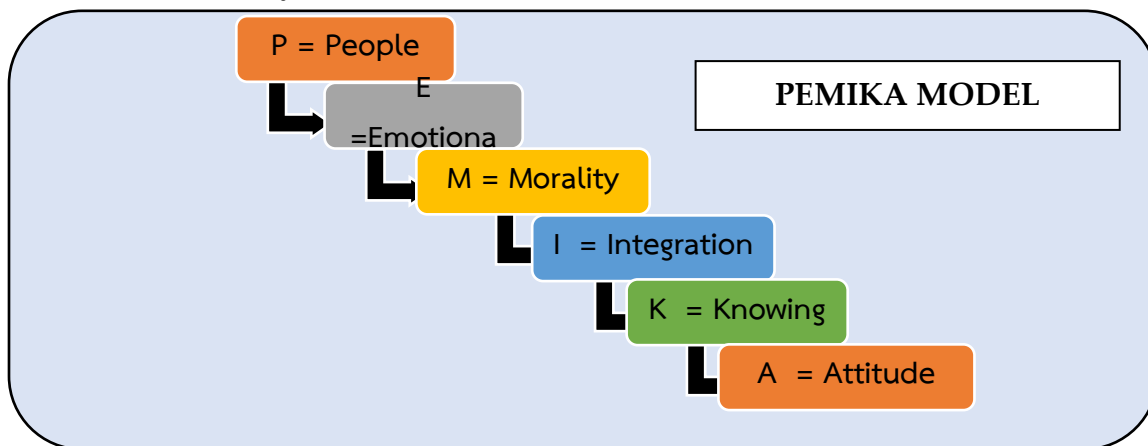 P = People
PEMIKA MODEL
E
=Emotiona
M = Morality
I = Integration
K = Knowing
A = Attitude